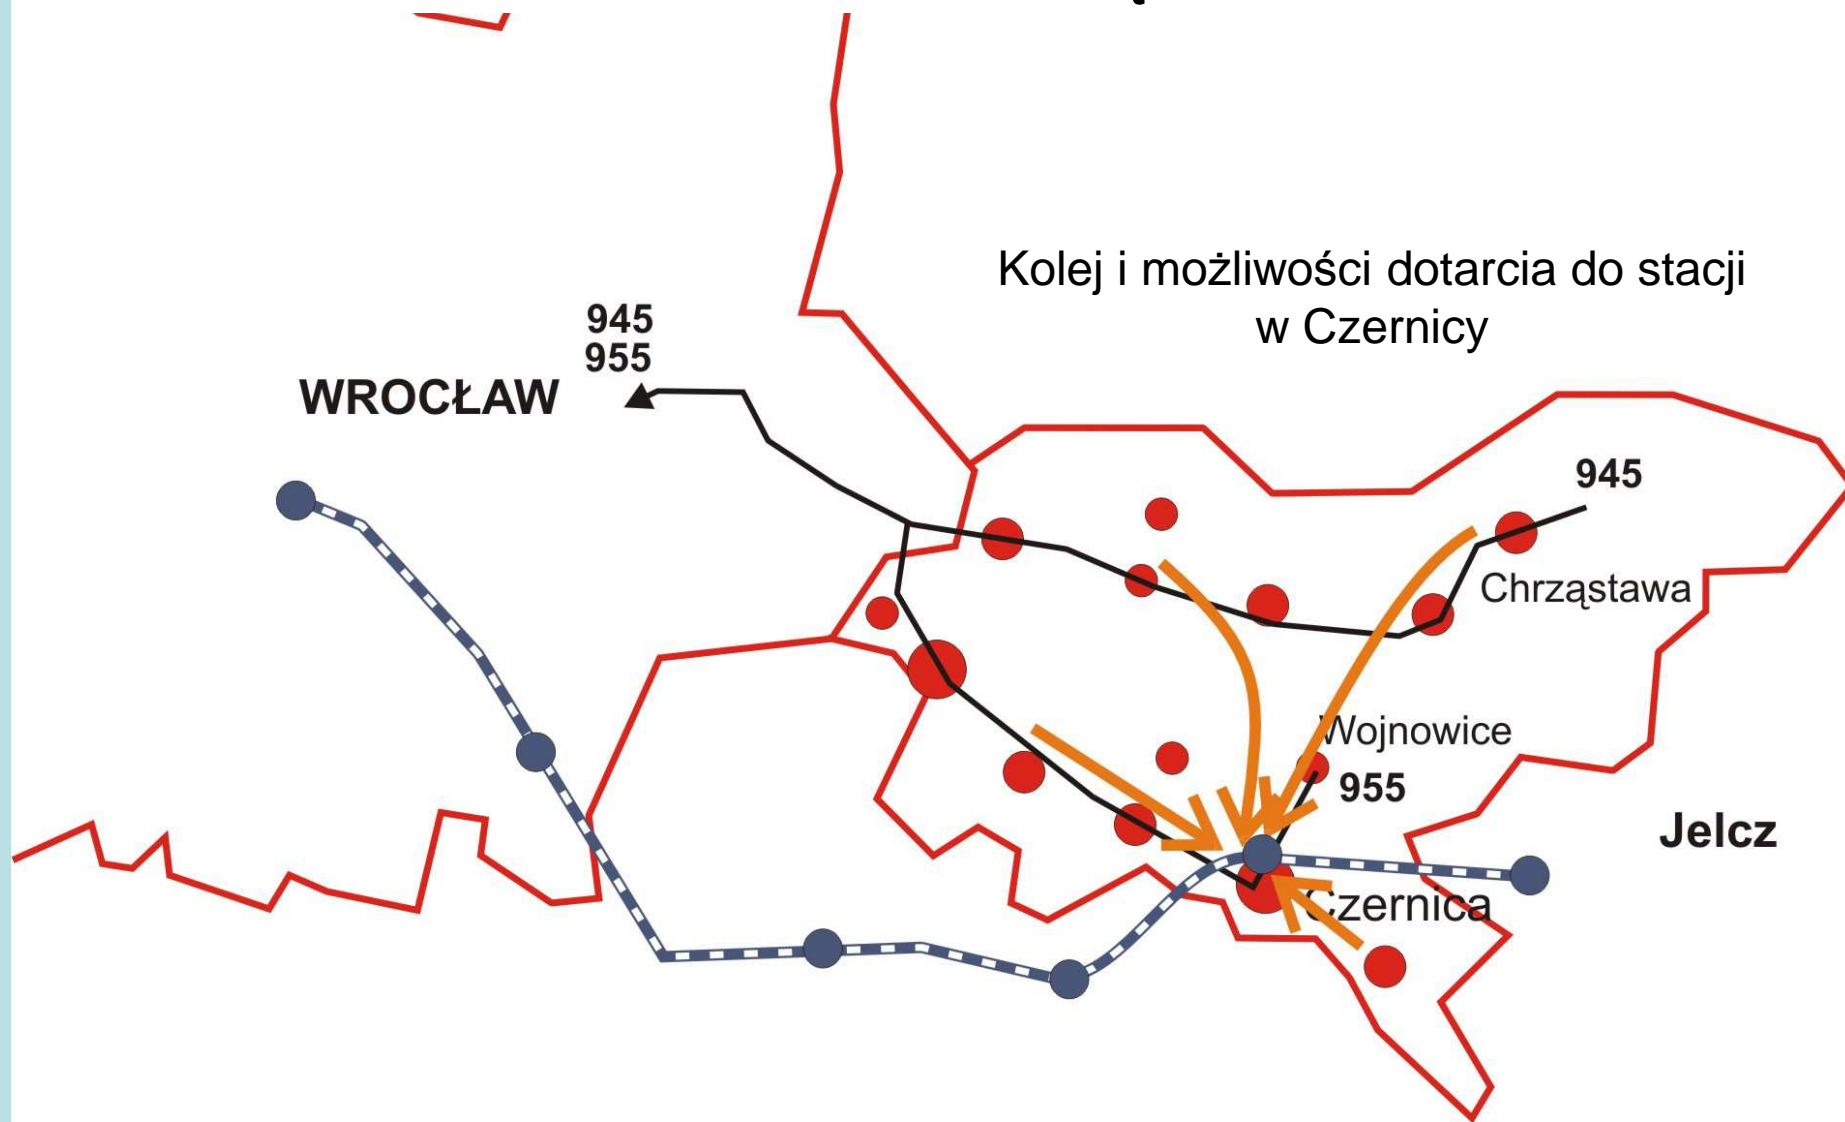 Kolej i możliwości dotarcia do stacji
w Czernicy
945
955
WROCŁAW
945
Chrząstawa
Wojnowice
955
Jelcz
Czernica